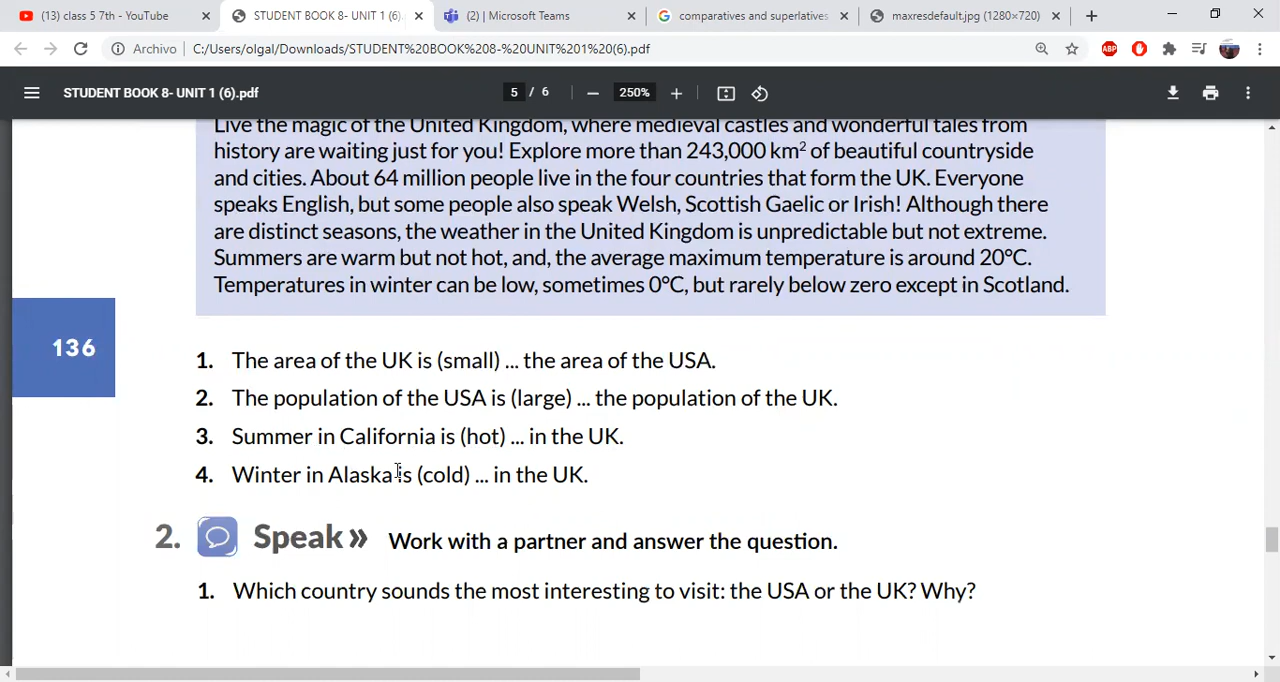 (13) class 5 7th - YouTube
STUDENT BOOK 8- UNIT 1 (6).
(2) | Microsoft Teams
comparatives and superlatives
maxresdefault.jpg (1280×720)
Archivo
C:/Users/olgal/Downloads/STUDENT%20BOOK%208-%20UNIT%201%20(6).pdf
ABP
STUDENT BOOK 8- UNIT 1 (6).pdf
5 / 6
250%
Live the magic of the United Kingdom, where medieval castles and wonderful tales from
history are waiting just for you! Explore more than 243,000 km² of beautiful countryside
and cities. About 64 million people live in the four countries that form the UK. Everyone
speaks English, but some people also speak Welsh, Scottish Gaelic or Irish! Although there
are distinct seasons, the weather in the United Kingdom is unpredictable but not extreme.
Summers are warm but not hot, and, the average maximum temperature is around 20°C.
Temperatures in winter can be low, sometimes 0°C, but rarely below zero except in Scotland.
136
1. The area of the UK is (small) ... the area of the USA.
2. The population of the USA is (large) ... the population of the UK.
3. Summer in California is (hot) ... in the UK.
4. Winter in Alaska is (cold) ... in the UK.
2. Speak» Work with a partner and answer the question.
1. Which country sounds the most interesting to visit: the USA or the UK? Why?